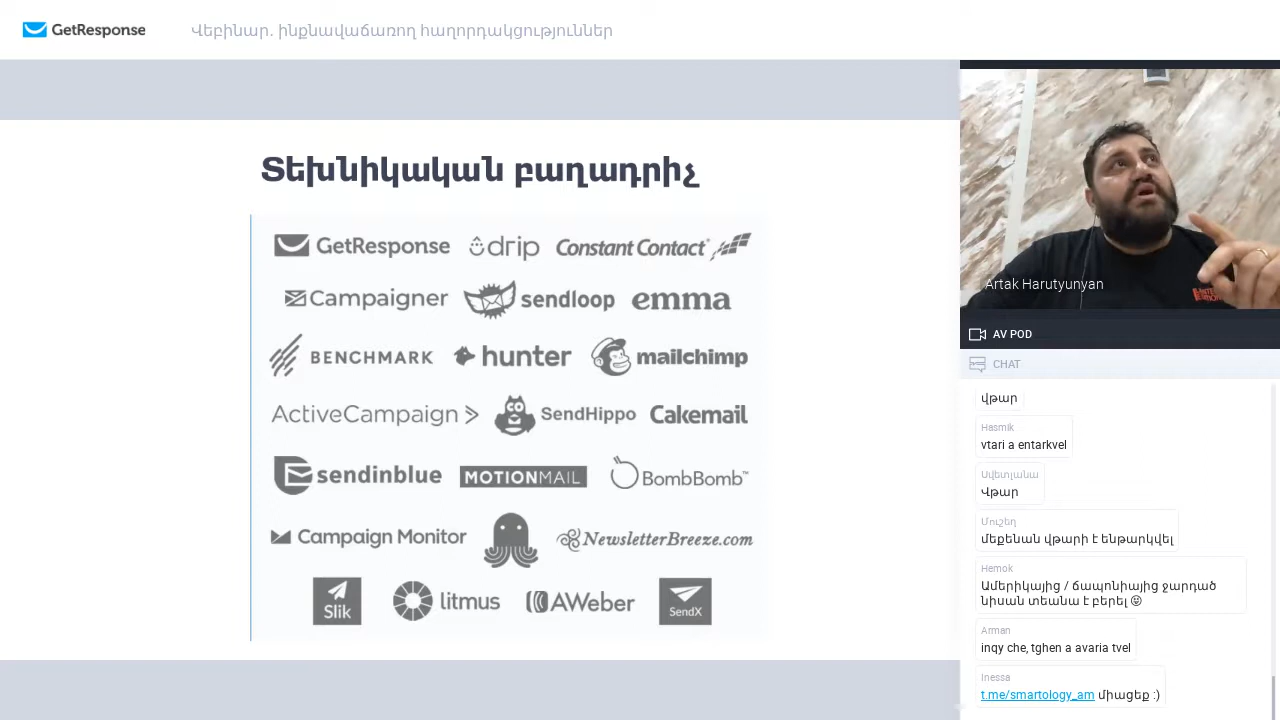 GetResponse
Վեբինար. ինքնավաճառող հաղորդակցություններ
Տեխնիկական բաղադրիչ
GetResponse drip Constant Contact
Campaigner sendloop emma
BENCHMARK hunter mailchimp
ActiveCampaign SendHippo Cakemail
sendinblue MOTIONMAIL BombBomb™
Campaign Monitor NewsletterBreeze.com
Slik litmus AWeber SendX
Artak Harutyunyan
AV POD
CHAT
վթար
Hasmik
vtari a entarkvel
Սվետլանա
Վթար
Մուշեղ
մեքենան վթարի է ենթարկվել
Hemok
Ամերիկայից / ճապոնիայից ջարդած
նիսան տեանա է բերել 😜
Arman
inqy che, tghen a avaria tvel
Inessa
t.me/smartology_am միացեք :)